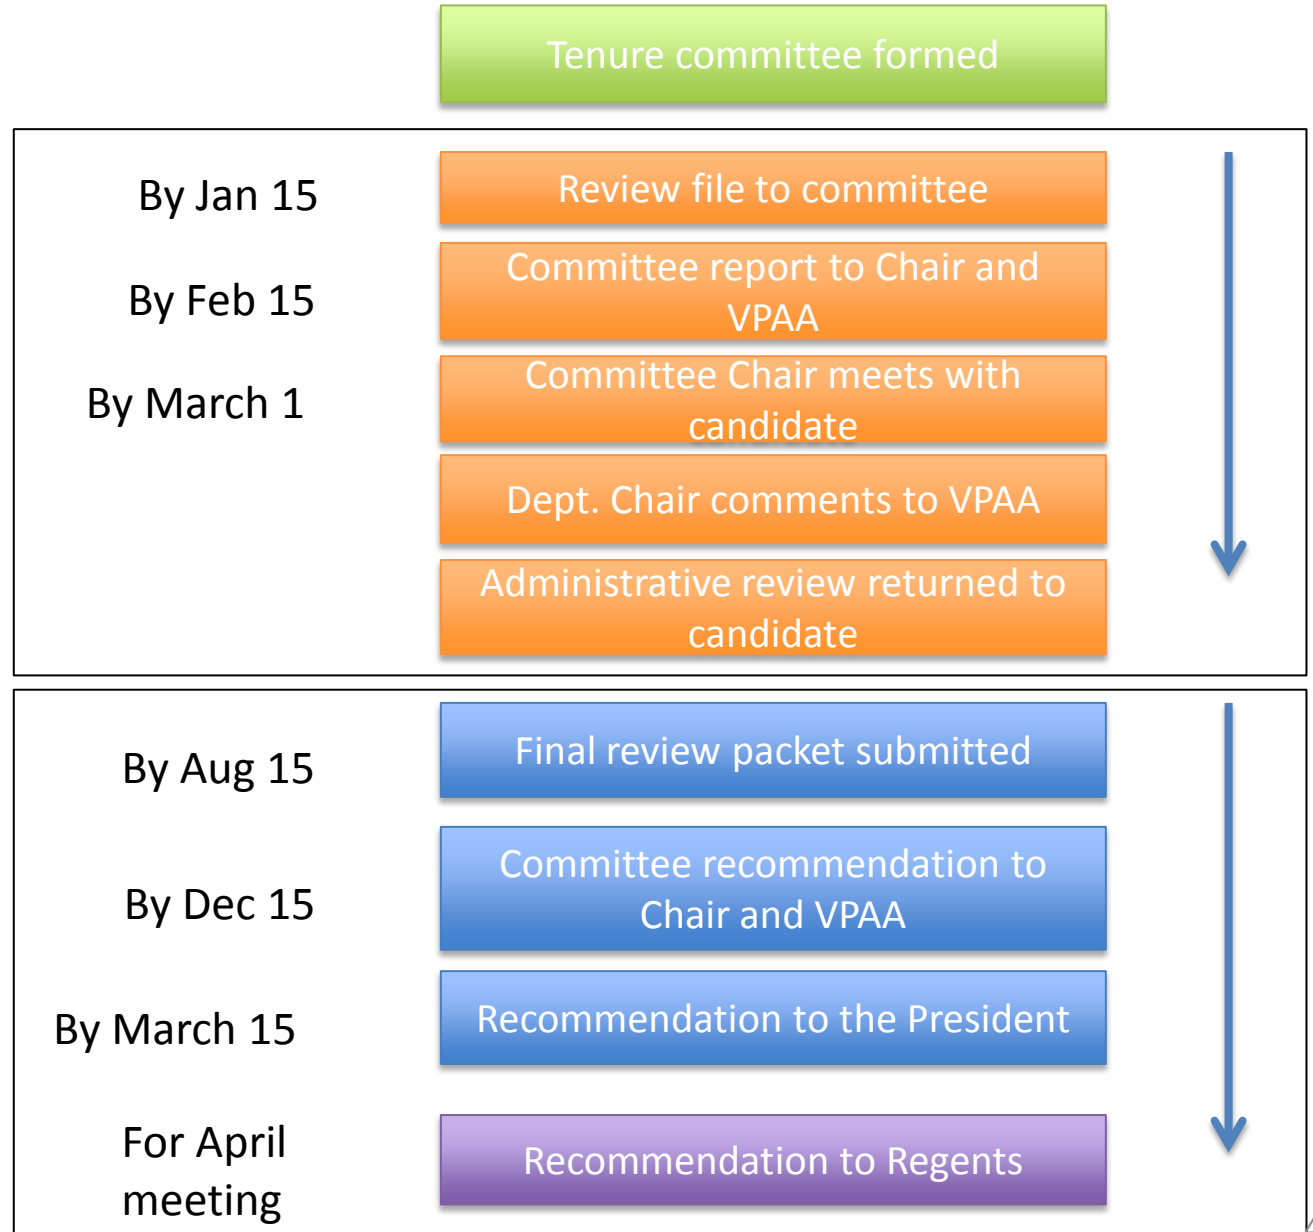 Tenure committee formed
By Jan 15
Review file to committee
By Feb 15
Committee report to Chair and
VPAA
By March 1
Committee Chair meets with
candidate
Dept. Chair comments to VPAA
Administrative review returned to
candidate
By Aug 15
Final review packet submitted
By Dec 15
Committee recommendation to
Chair and VPAA
By March 15
Recommendation to the President
For April
meeting
Recommendation to Regents